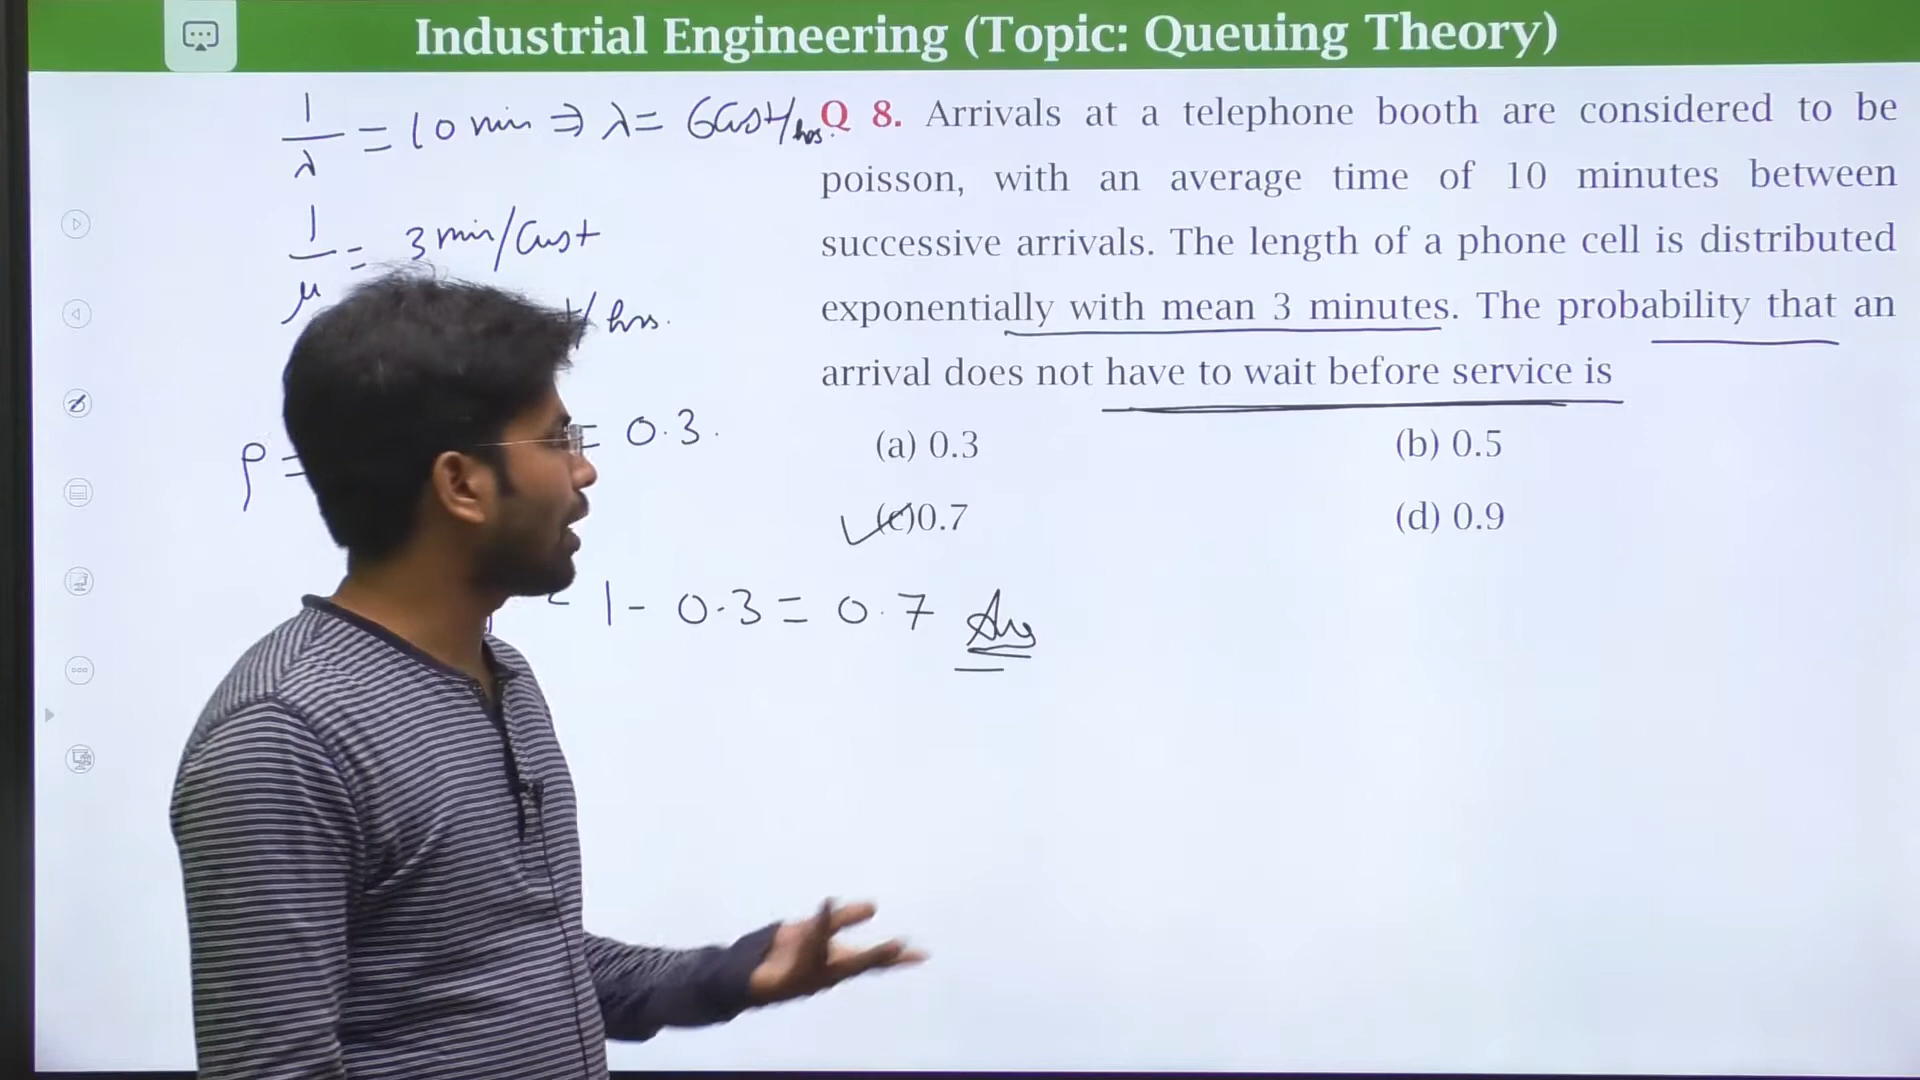 Industrial Engineering (Topic: Queuing Theory)
1/λ = 10 min ⇒ λ = 6 Cust/hrs.
1/μ = 3 min/Cust
/ hrs.
ρ = = 0.3.
= 1 - 0.3 = 0.7 Ans
Q 8. Arrivals at a telephone booth are considered to be
poisson, with an average time of 10 minutes between
successive arrivals. The length of a phone cell is distributed
exponentially with mean 3 minutes. The probability that an
arrival does not have to wait before service is
(a) 0.3 (b) 0.5
(c) 0.7 (d) 0.9